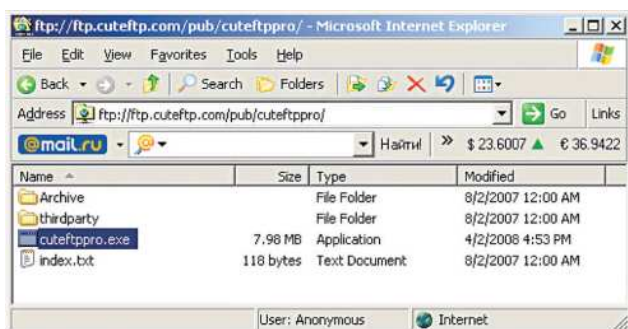 ftp://ftp.cuteftp.com/pub/cuteftppro/ - Microsoft Internet Explorer
File Edit View Favorites Tools Help
Back Search Folders
Address ftp://ftp.cuteftp.com/pub/cuteftppro/ Go Links
@mail.ru Найти! » $ 23.6007 ▲ € 36.9422
Name Size Type Modified
Archive File Folder 8/2/2007 12:00 AM
thirdparty File Folder 8/2/2007 12:00 AM
cuteftppro.exe 7.98 MB Application 4/2/2008 4:53 PM
index.txt 118 bytes Text Document 8/2/2007 12:00 AM
User: Anonymous Internet